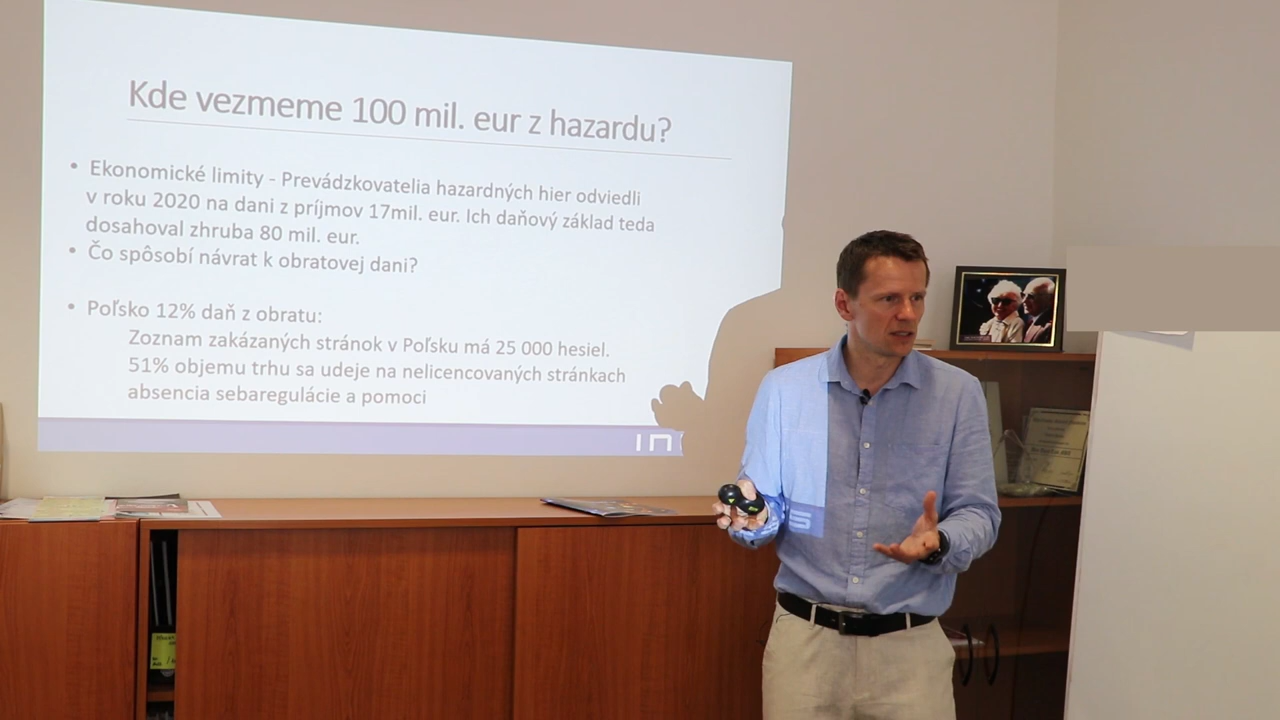 Kde vezmeme 100 mil. eur z hazardu?
• Ekonomické limity - Prevádzkovatelia hazardných hier odviedli
v roku 2020 na dani z príjmov 17mil. eur. Ich daňový základ teda
dosahoval zhruba 80 mil. eur.
• Čo spôsobí návrat k obratovej dani?
• Poľsko 12% daň z obratu:
Zoznam zakázaných stránok v Poľsku má 25 000 hesiel.
51% objemu trhu sa udeje na nelicencovaných stránkach
absencia sebaregulácie a pomoci
IN
S